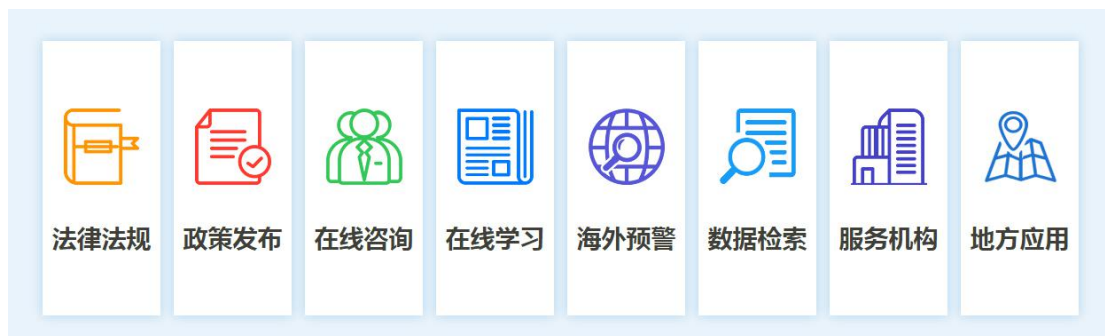 法律法规
政策发布
在线咨询
在线学习
海外预警
数据检索
服务机构
地方应用